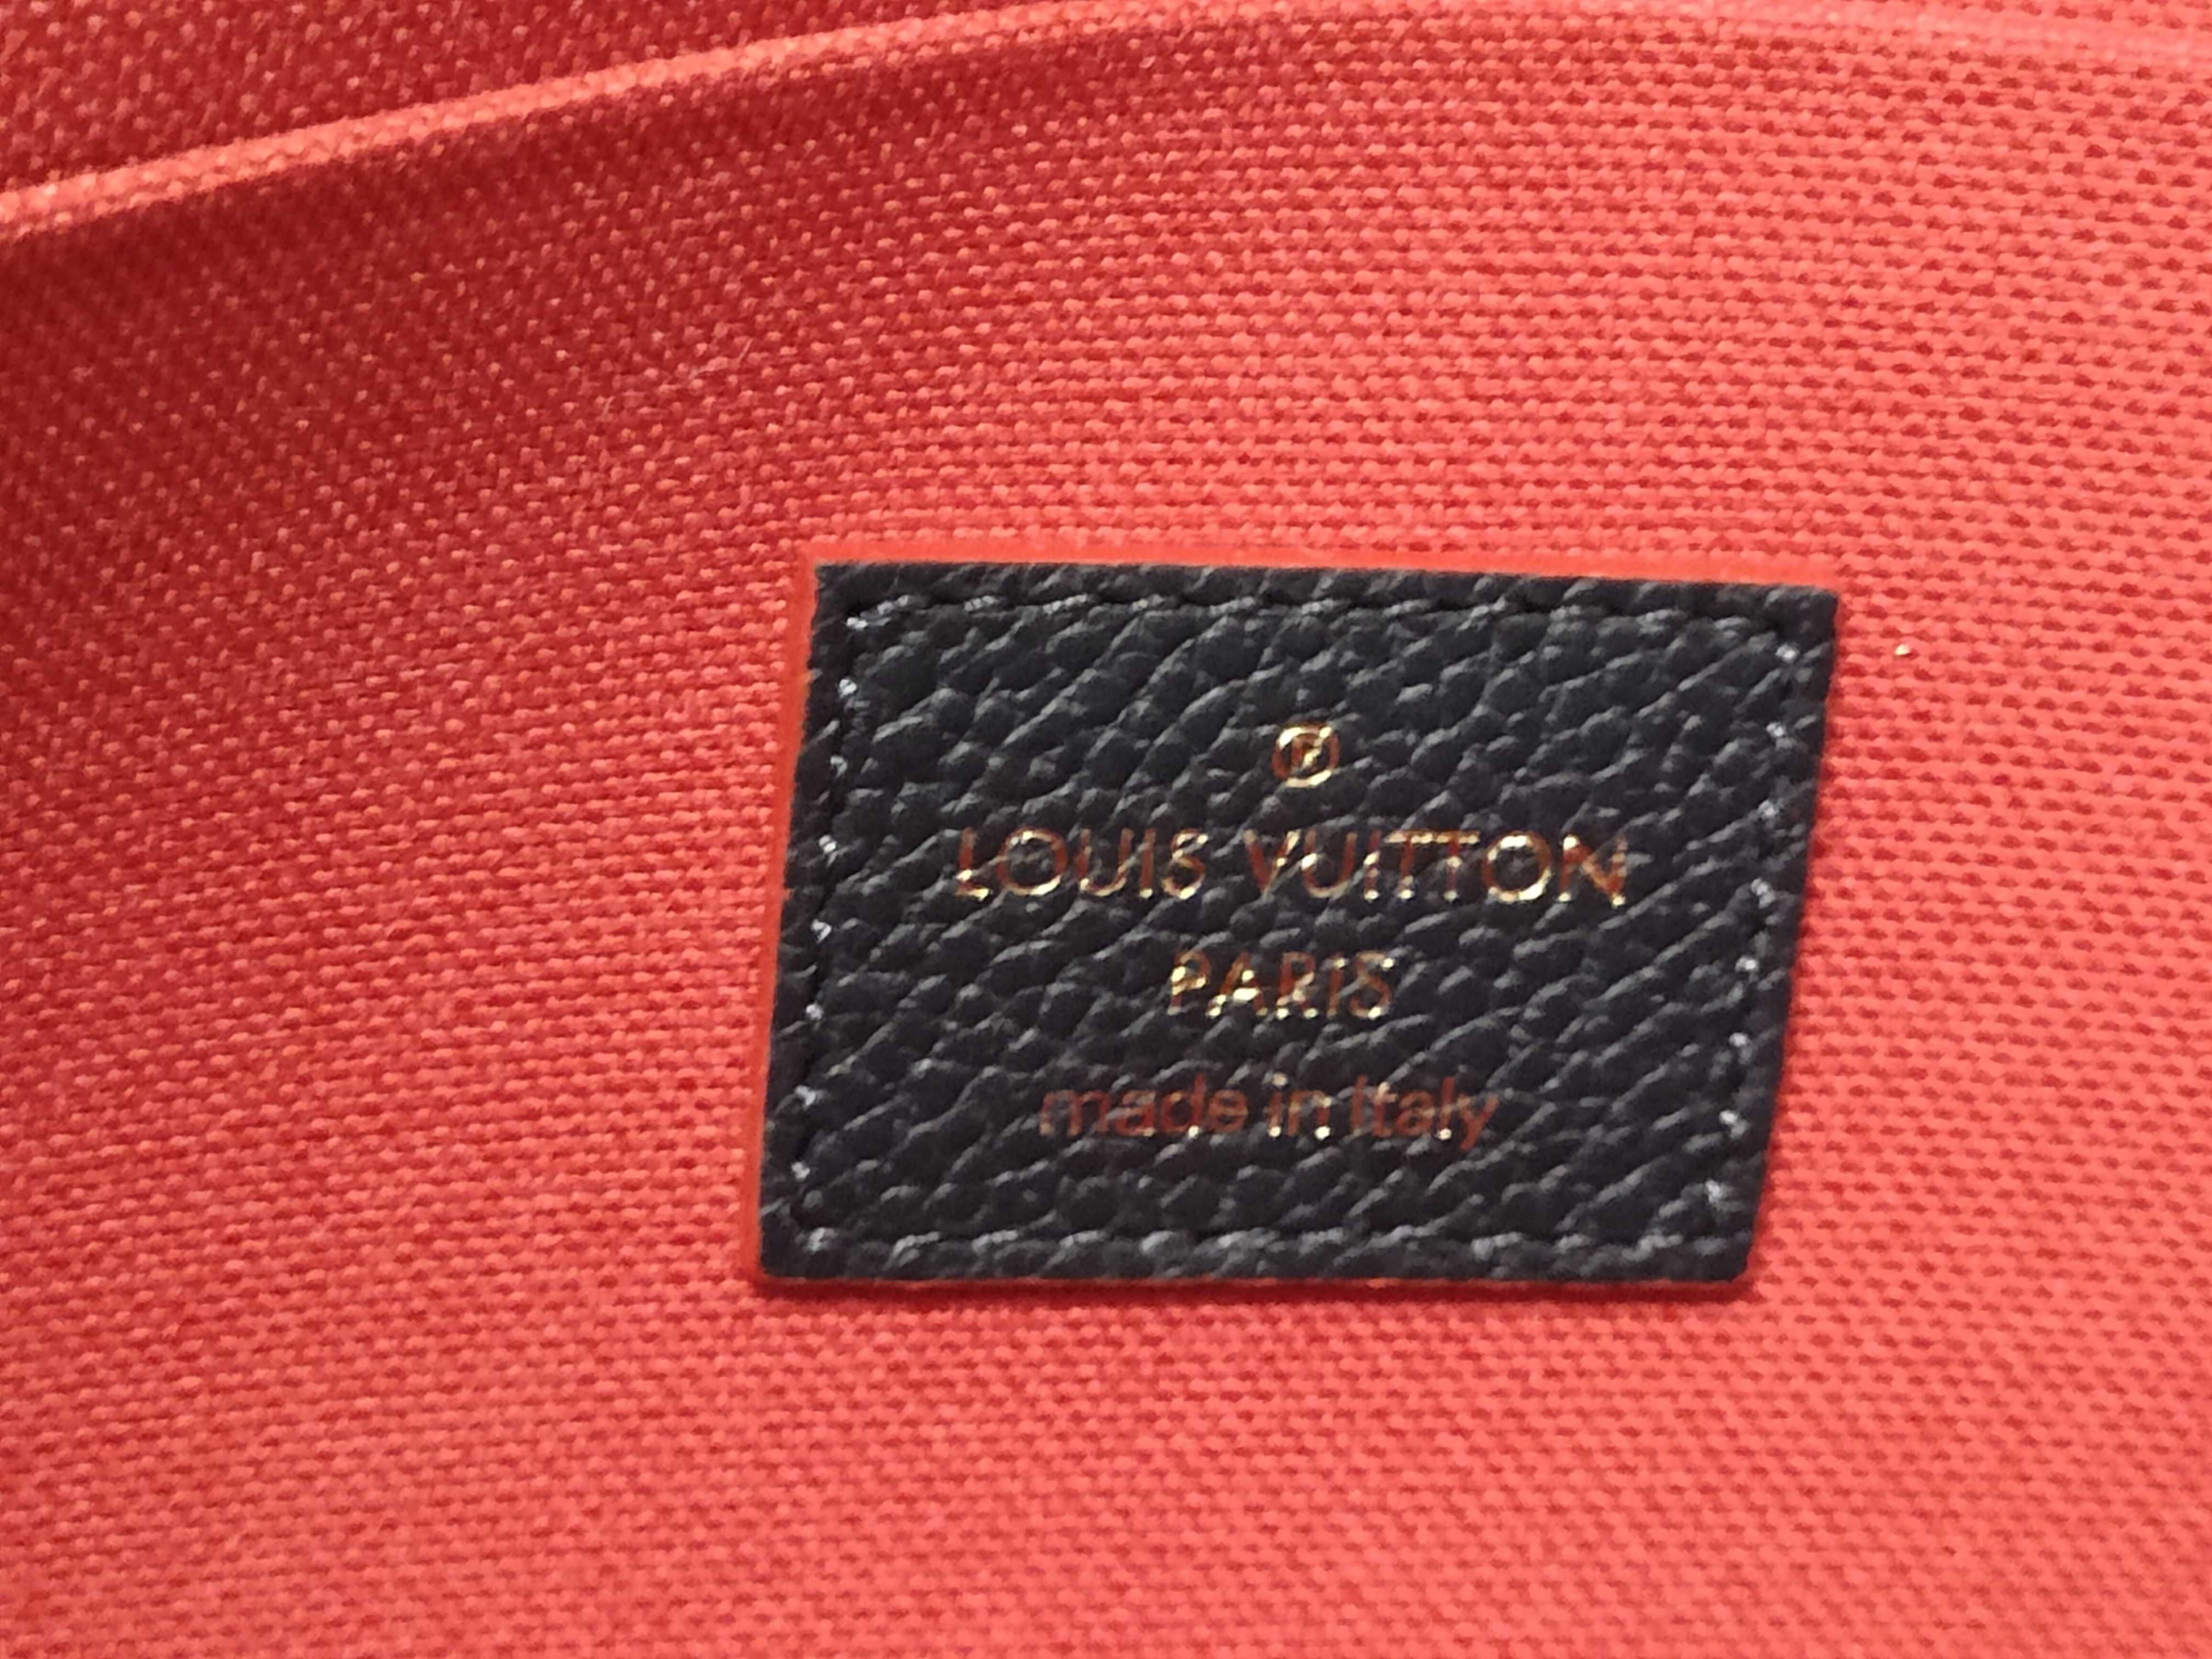 ®
LOUIS VUITTON
PARIS
made in Italy